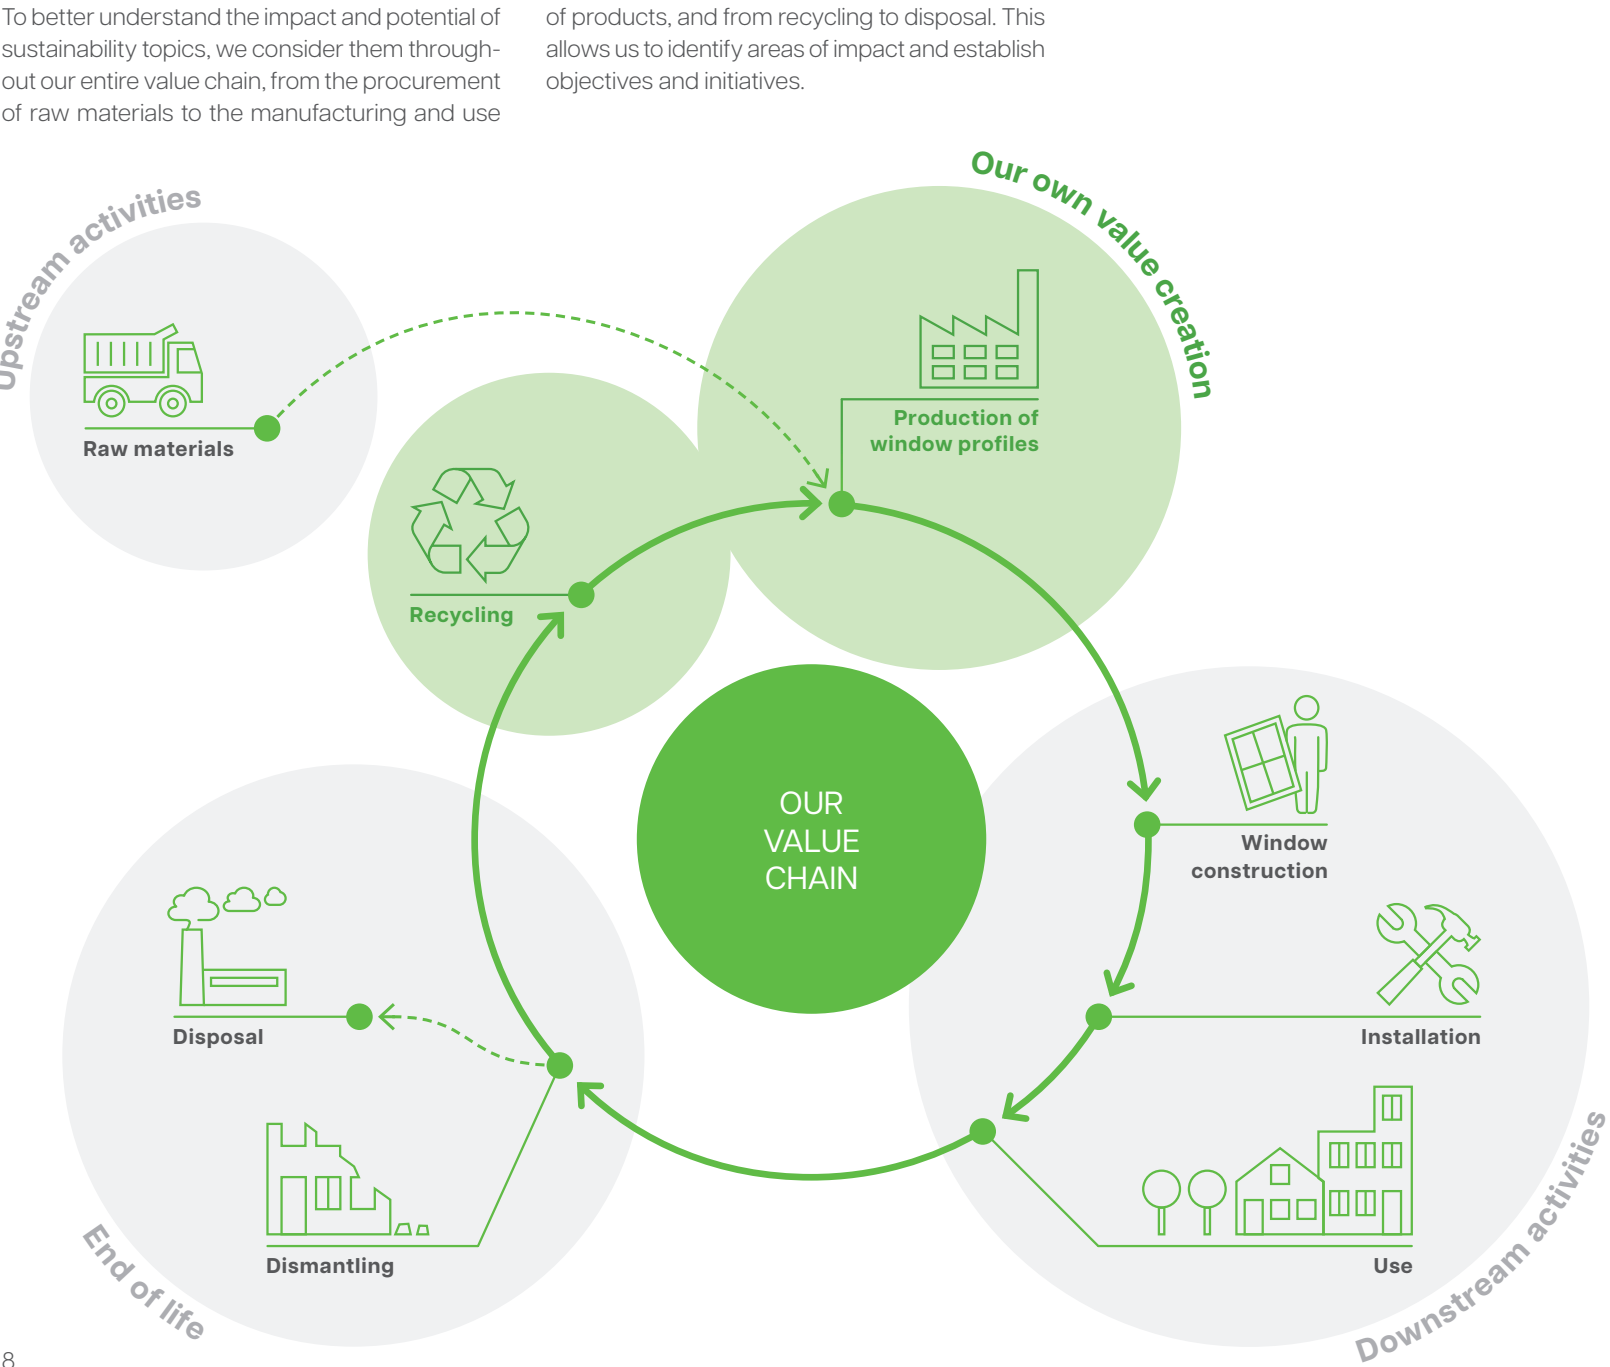 To better understand the impact and potential of
sustainability topics, we consider them through-
out our entire value chain, from the procurement
of raw materials to the manufacturing and use
of products, and from recycling to disposal. This
allows us to identify areas of impact and establish
objectives and initiatives.
Upstream activities
Raw materials
Our own value creation
Production of
window profiles
Recycling
OUR
VALUE
CHAIN
Window
construction
Installation
Use
Downstream activities
Disposal
Dismantling
End of life
8